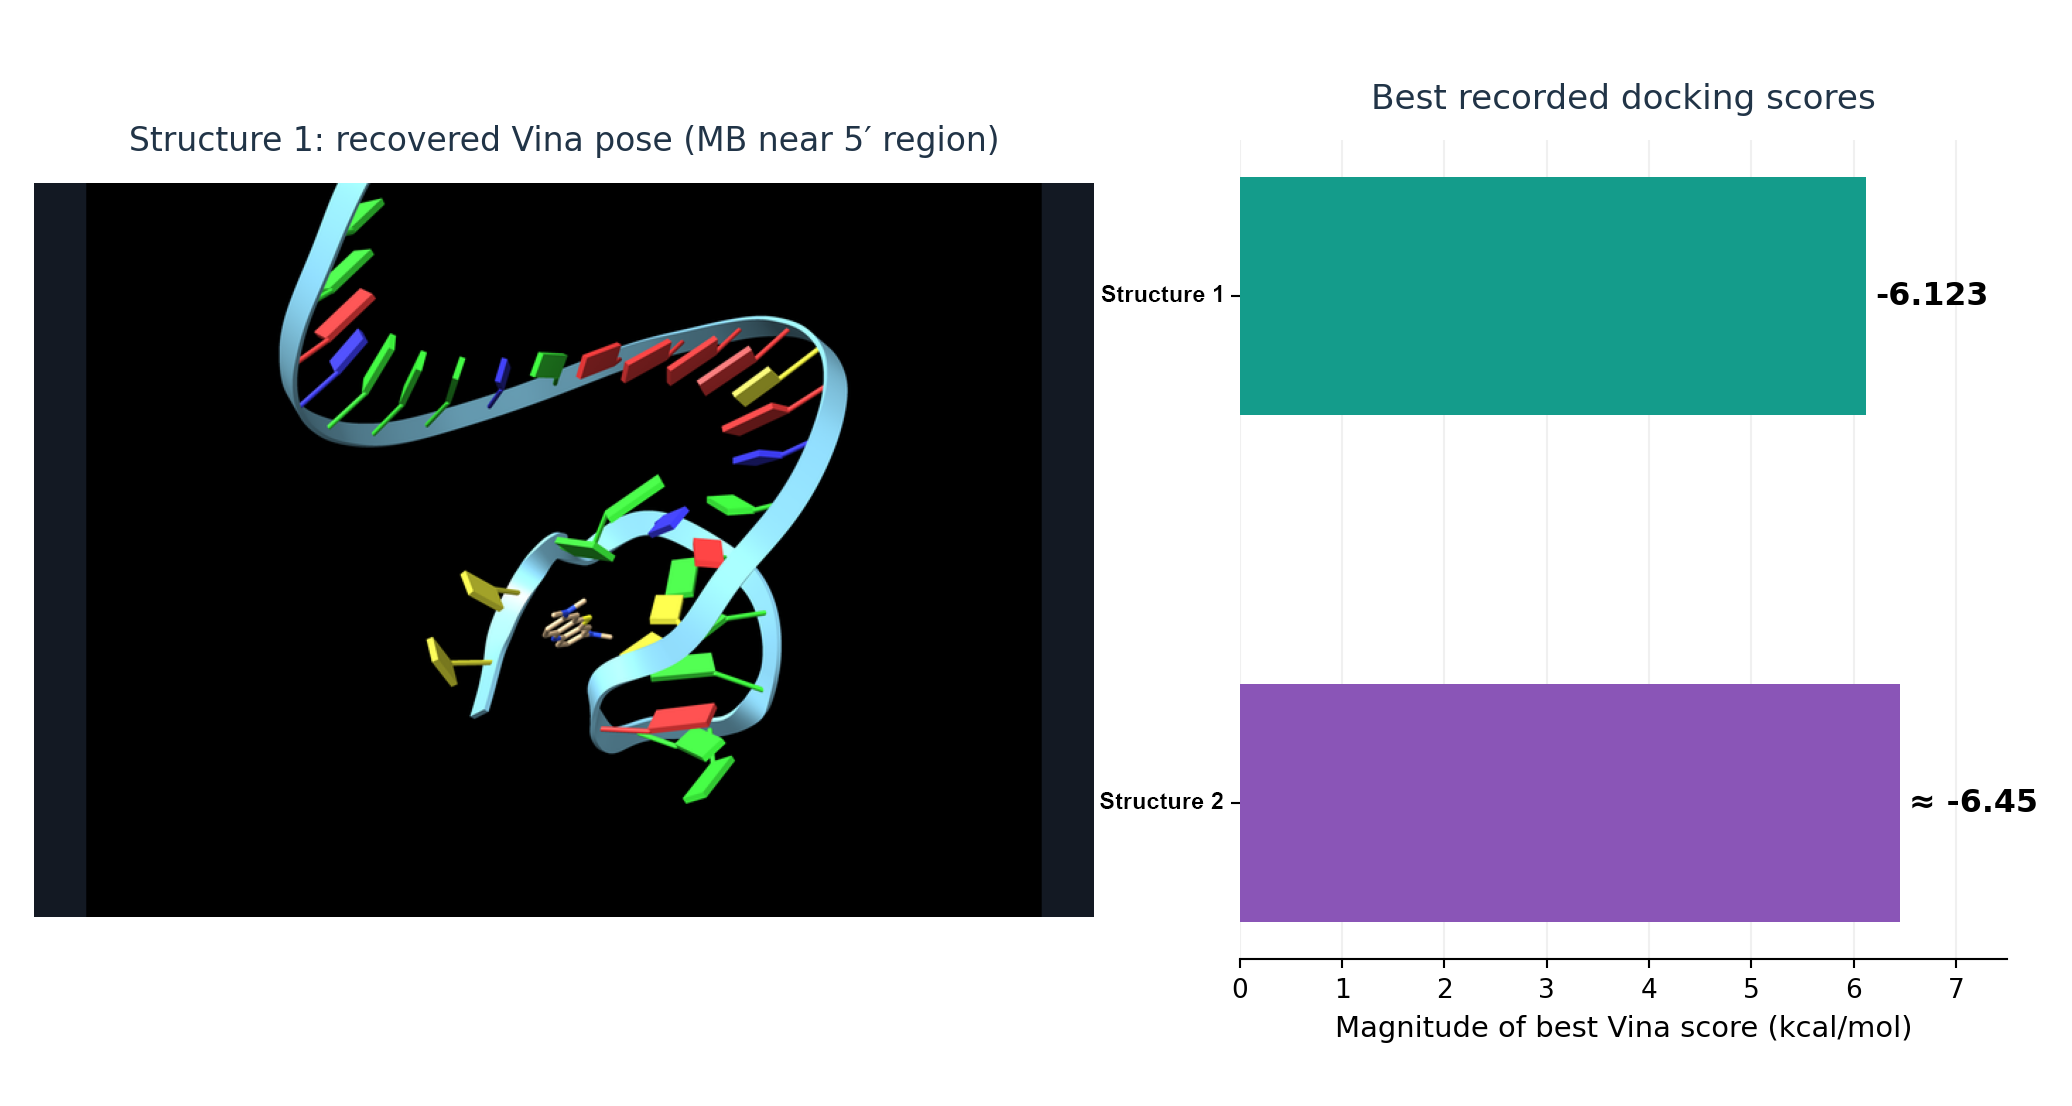 Structure 1: recovered Vina pose (MB near 5′ region)
Best recorded docking scores
Structure 1
-6.123
Structure 2
≈ -6.45
0 1 2 3 4 5 6 7
Magnitude of best Vina score (kcal/mol)